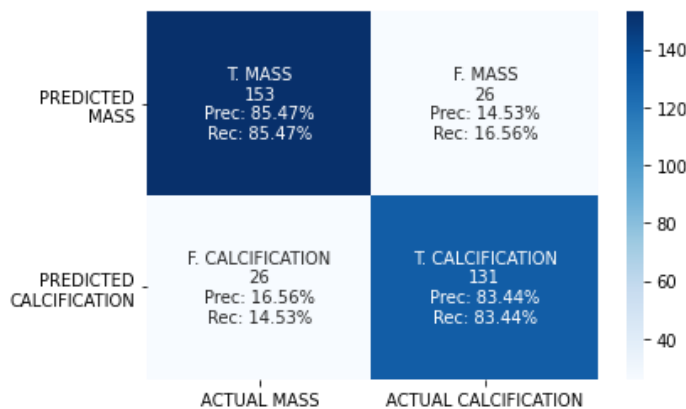 PREDICTED
MASS
T. MASS
153
Prec: 85.47%
Rec: 85.47%
F. MASS
26
Prec: 14.53%
Rec: 16.56%
PREDICTED
CALCIFICATION
F. CALCIFICATION
26
Prec: 16.56%
Rec: 14.53%
T. CALCIFICATION
131
Prec: 83.44%
Rec: 83.44%
ACTUAL MASS
ACTUAL CALCIFICATION
140
120
100
80
60
40